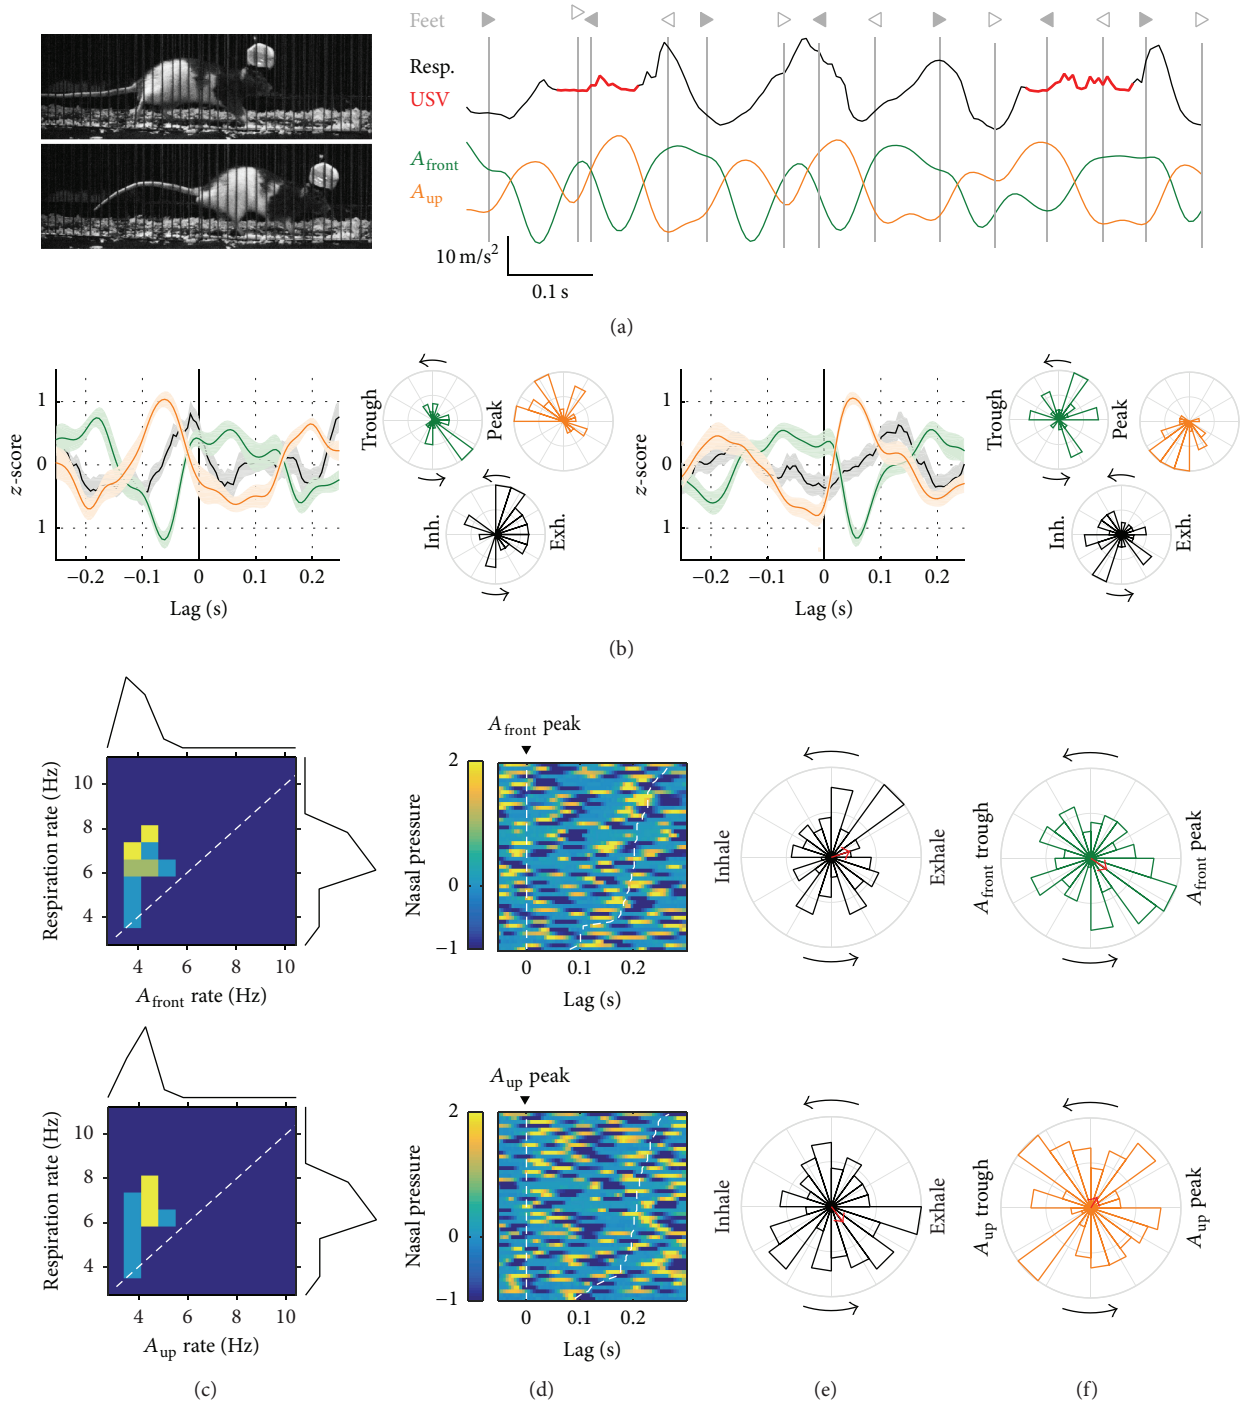 Feet
Resp.
USV
A_front
A_up
10 m/s²
0.1 s
(a)
1
0
1
z-score
−0.2 −0.1 0 0.1 0.2
Lag (s)
Trough
Peak
Inh.
Exh.
1
0
1
z-score
−0.2 −0.1 0 0.1 0.2
Lag (s)
Trough
Peak
Inh.
Exh.
(b)
Respiration rate (Hz)
10
8
6
4
4 6 8 10
A_front rate (Hz)
A_front peak
Nasal pressure
2
0
−1
0 0.1 0.2
Lag (s)
Inhale
Exhale
A_front trough
A_front peak
Respiration rate (Hz)
10
8
6
4
4 6 8 10
A_up rate (Hz)
A_up peak
Nasal pressure
2
0
−1
0 0.1 0.2
Lag (s)
Inhale
Exhale
A_up trough
A_up peak
(c)
(d)
(e)
(f)